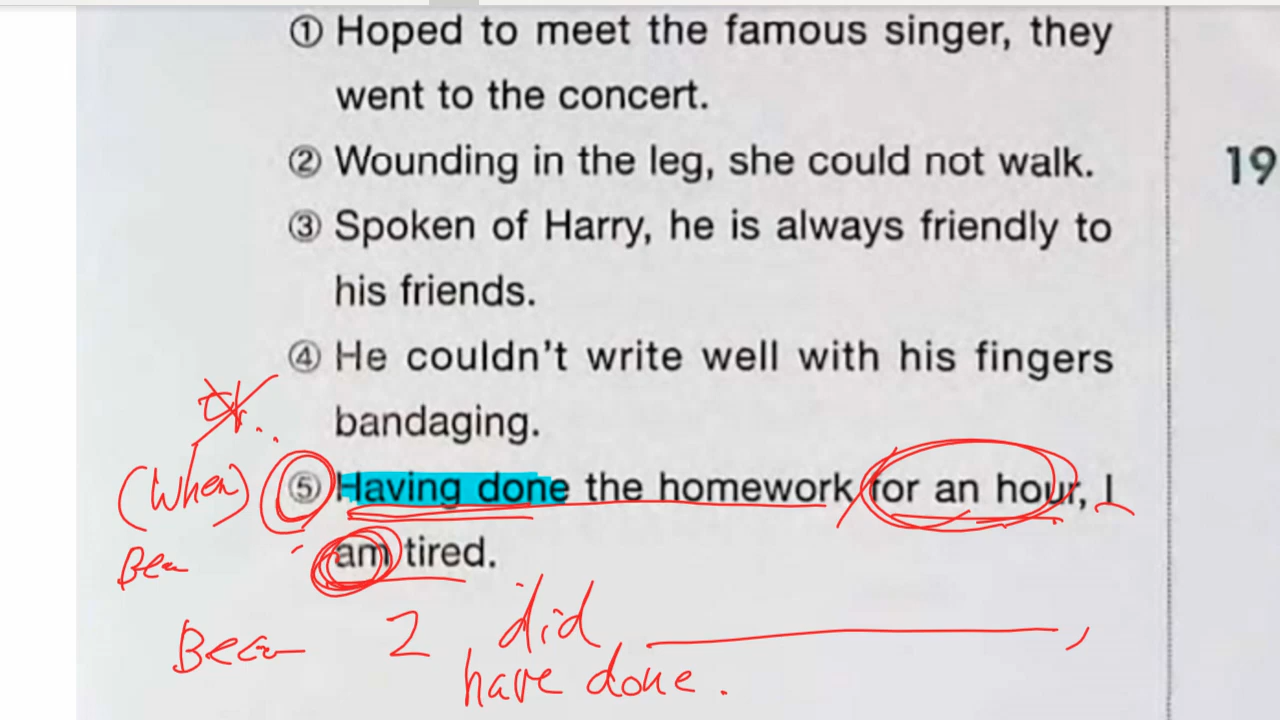 ① Hoped to meet the famous singer, they
went to the concert.
② Wounding in the leg, she could not walk.
19
③ Spoken of Harry, he is always friendly to
his friends.
④ He couldn't write well with his fingers
bandaging.
(When) ⑤ Having done the homework for an hour, I
am tired.
did ,
have done.